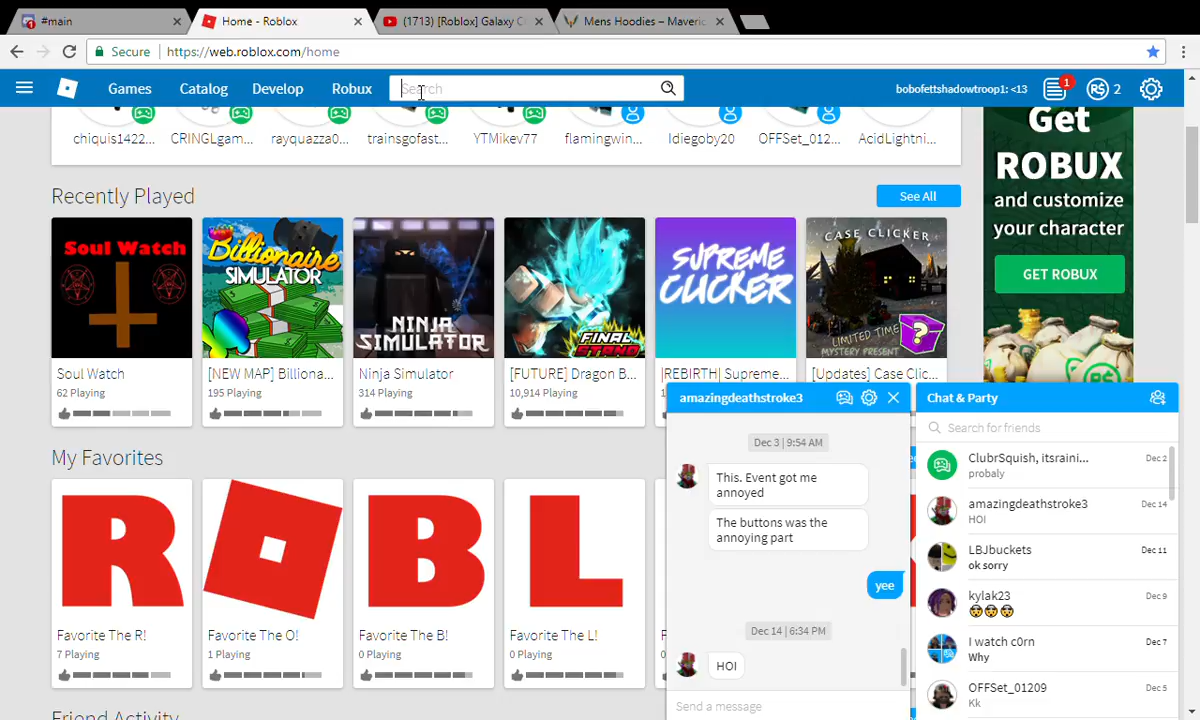 #main
Home - Roblox
(1713) [Roblox] Galaxy C
Mens Hoodies – Maveric
Secure
https://web.roblox.com/home
Games
Catalog
Develop
Robux
Search
bobofettshadowtroop1: <13
1
2
chiquis1422...
CRINGLgam...
rayquazza0...
trainsgofast...
YTMikev77
flamingwin...
Idiegoby20
OFFSet_012...
AcidLightni...
Get
ROBUX
and customize
your character
GET ROBUX
Recently Played
See All
Soul Watch
Billionaire
SIMULATOR
NINJA
SIMULATOR
FINAL
STAND
SUPREME
CLICKER
CASE CLICKER
LIMITED TIME
MYSTERY PRESENT
Soul Watch
62 Playing
[NEW MAP] Billiona...
195 Playing
Ninja Simulator
314 Playing
[FUTURE] Dragon B...
10,914 Playing
|REBIRTH| Supreme...
[Updates] Case Clic...
My Favorites
R
B
L
Favorite The R!
7 Playing
Favorite The O!
1 Playing
Favorite The B!
0 Playing
Favorite The L!
0 Playing
Friend Activity
amazingdeathstroke3
Dec 3 | 9:54 AM
This. Event got me
annoyed
The buttons was the
annoying part
yee
Dec 14 | 6:34 PM
HOI
Send a message
Chat & Party
Search for friends
ClubrSquish, itsraini...
Dec 2
probaly
amazingdeathstroke3
Dec 14
HOI
LBJbuckets
Dec 11
ok sorry
kylak23
Dec 9
I watch c0rn
Dec 7
Why
OFFSet_01209
Dec 5
Kk